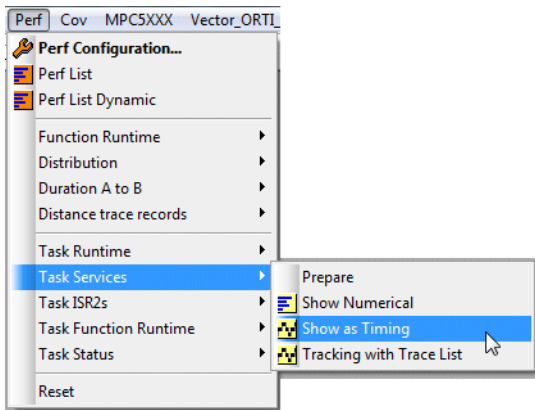 Perf Cov MPC5XXX Vector_ORTI_
Perf Configuration...
Perf List
Perf List Dynamic
Function Runtime
Distribution
Duration A to B
Distance trace records
Task Runtime
Task Services
Prepare
Task ISR2s
Show Numerical
Task Function Runtime
Show as Timing
Task Status
Tracking with Trace List
Reset